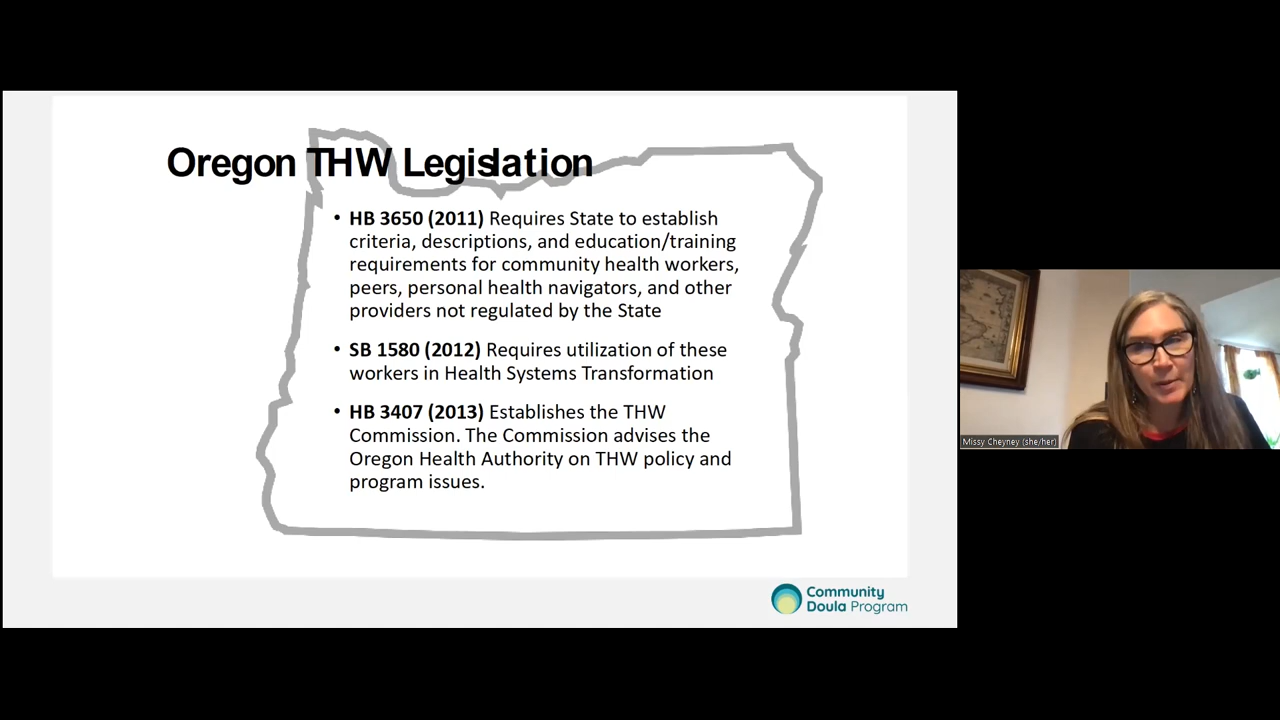 Oregon THW Legislation
• HB 3650 (2011) Requires State to establish
criteria, descriptions, and education/training
requirements for community health workers,
peers, personal health navigators, and other
providers not regulated by the State
• SB 1580 (2012) Requires utilization of these
workers in Health Systems Transformation
• HB 3407 (2013) Establishes the THW
Commission. The Commission advises the
Oregon Health Authority on THW policy and
program issues.
Community
Doula Program
Missy Cheyney (she/her)